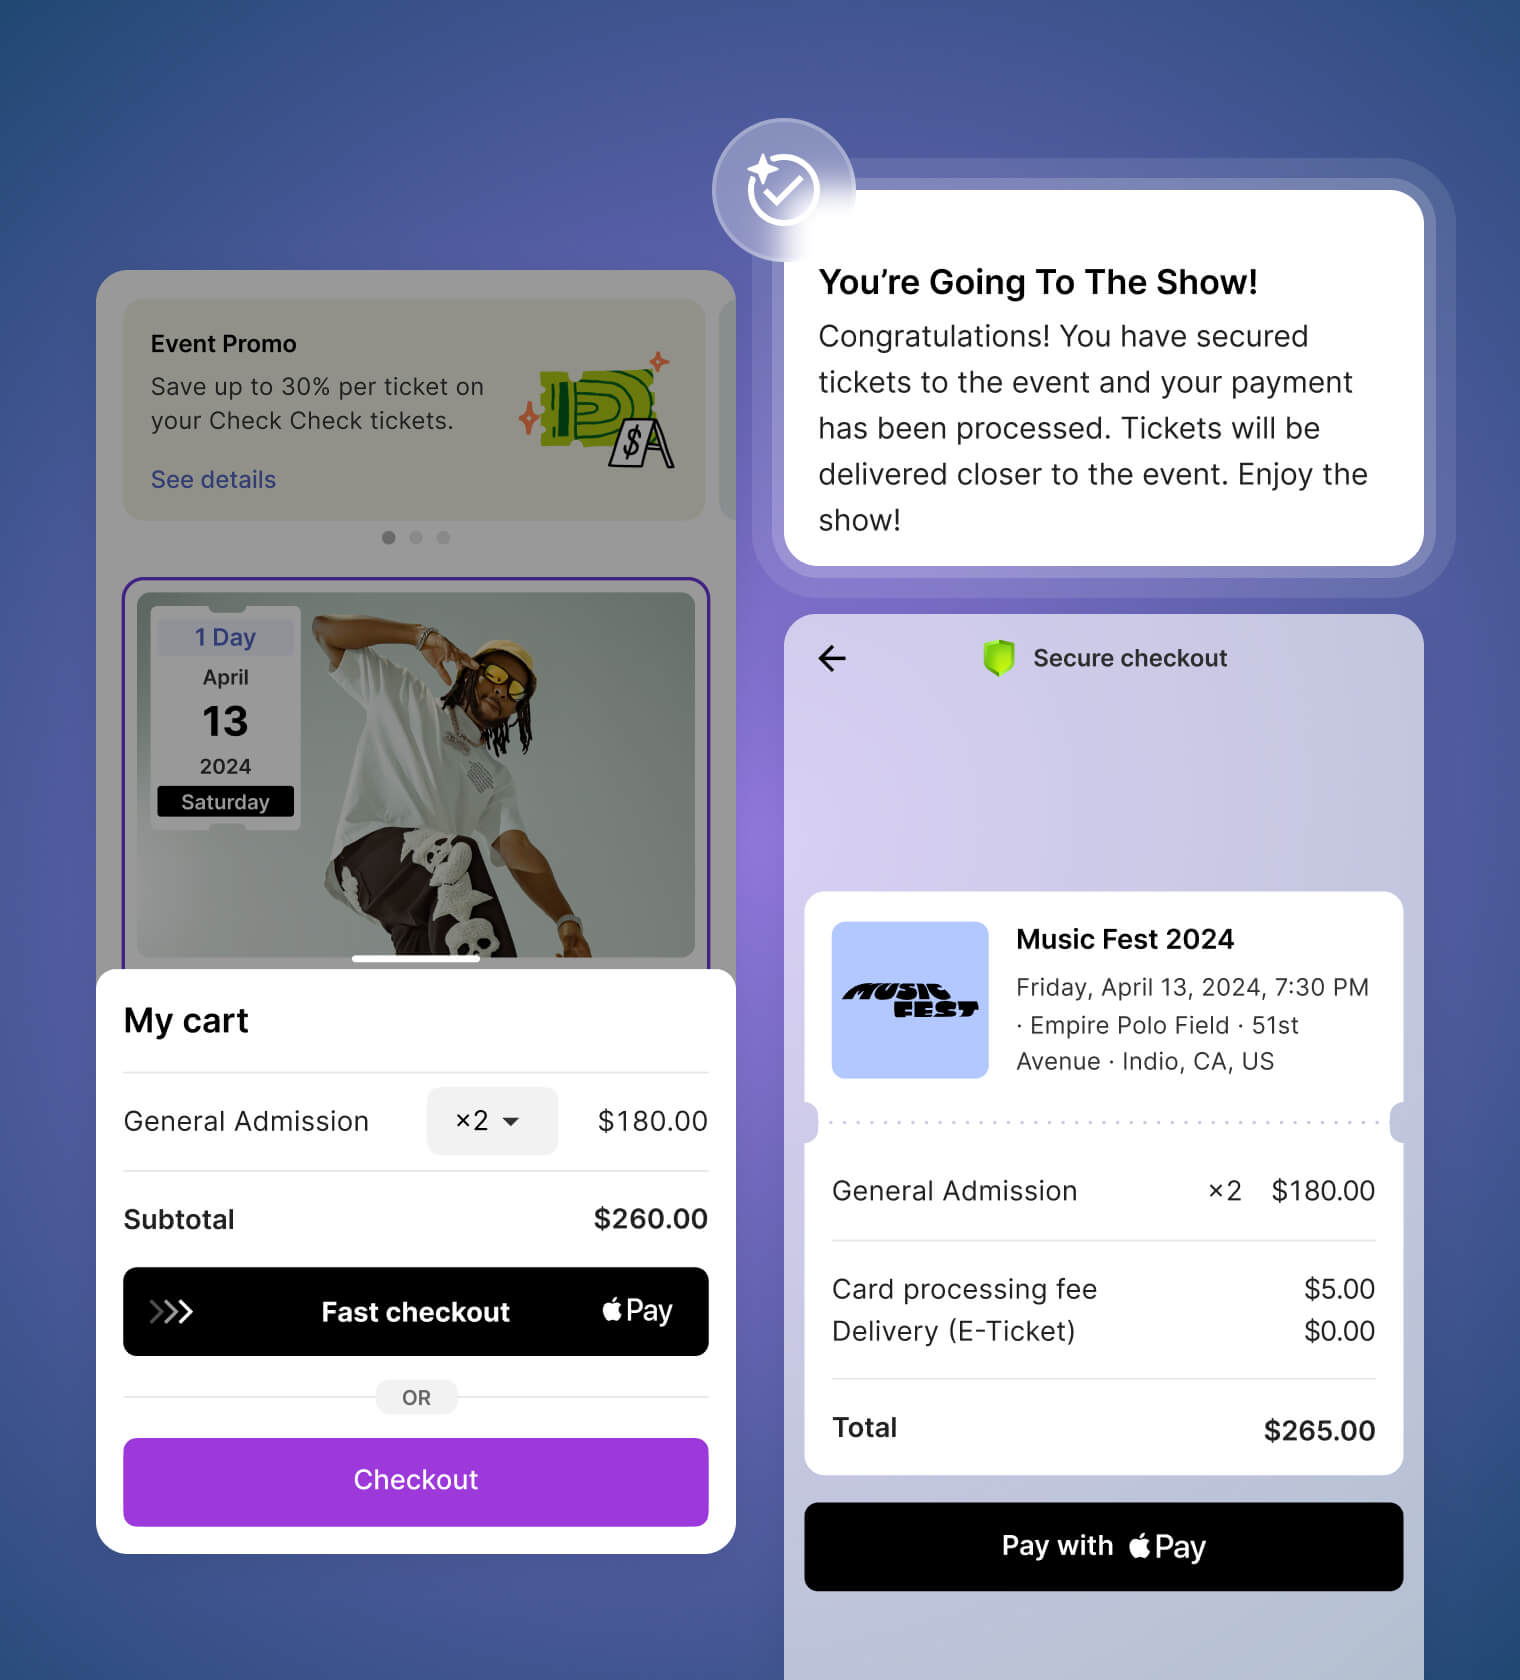 You’re Going To The Show!
Congratulations! You have secured
tickets to the event and your payment
has been processed. Tickets will be
delivered closer to the event. Enjoy the
show!
Event Promo
Save up to 30% per ticket on
your Check Check tickets.
See details
$
1 Day
April
13
2024
Saturday
My cart
General Admission ×2 $180.00
Subtotal $260.00
Fast checkout Pay
OR
Checkout
Secure checkout
MUSIC
FEST
Music Fest 2024
Friday, April 13, 2024, 7:30 PM
· Empire Polo Field · 51st
Avenue · Indio, CA, US
General Admission ×2 $180.00
Card processing fee $5.00
Delivery (E-Ticket) $0.00
Total $265.00
Pay with Pay